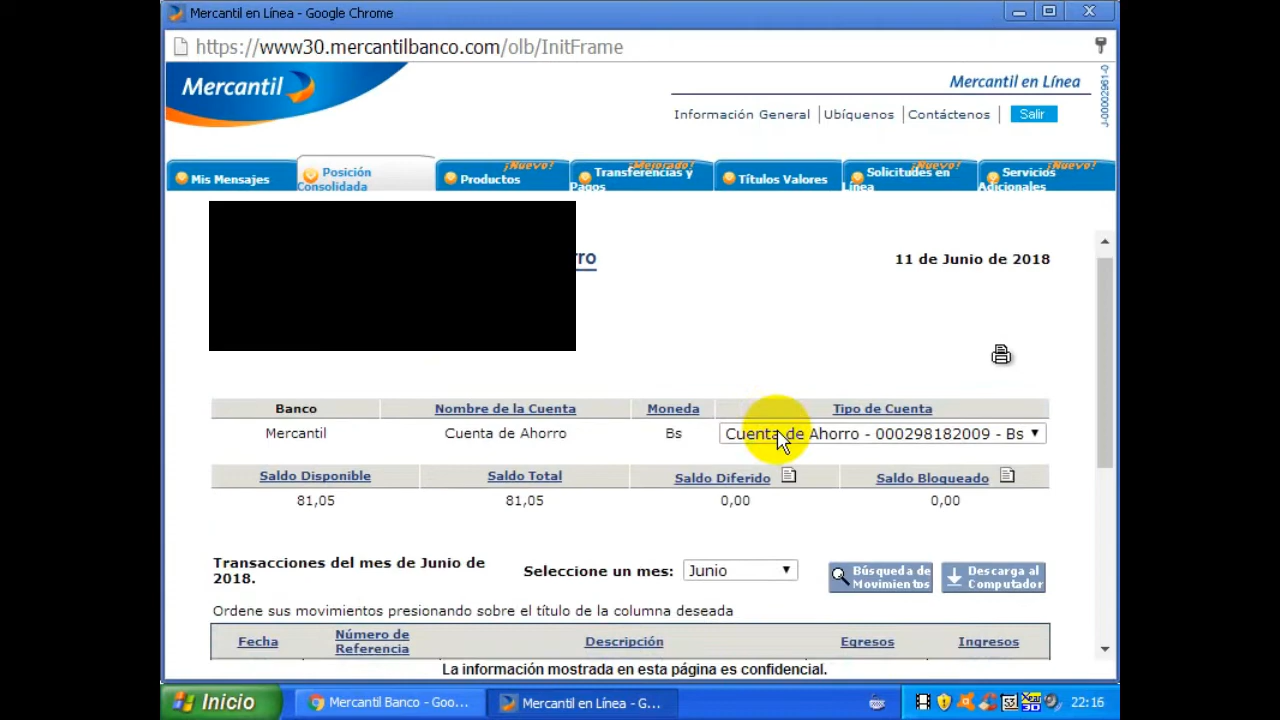 Mercantil en Línea - Google Chrome
https://www30.mercantilbanco.com/olb/InitFrame
Mercantil
Mercantil en Línea
J-00002961-0
Información General | Ubíquenos | Contáctenos | Salir
Mis Mensajes
Posición Consolidada
¡Nuevo!
Productos
¡Mejorado!
Transferencias y Pagos
Títulos Valores
¡Nuevo!
Solicitudes en Línea
¡Nuevo!
Servicios Adicionales
rro
11 de Junio de 2018
Banco Nombre de la Cuenta Moneda Tipo de Cuenta
Mercantil Cuenta de Ahorro Bs Cuenta de Ahorro - 000298182009 - Bs
Saldo Disponible Saldo Total Saldo Diferido Saldo Bloqueado
81,05 81,05 0,00 0,00
Transacciones del mes de Junio de
2018.
Seleccione un mes: Junio
Búsqueda de
Movimientos
Descarga al
Computador
Ordene sus movimientos presionando sobre el título de la columna deseada
Fecha Número de Referencia Descripción Egresos Ingresos
La información mostrada en esta página es confidencial.
Inicio Mercantil Banco - Goo... Mercantil en Línea - G... 22:16